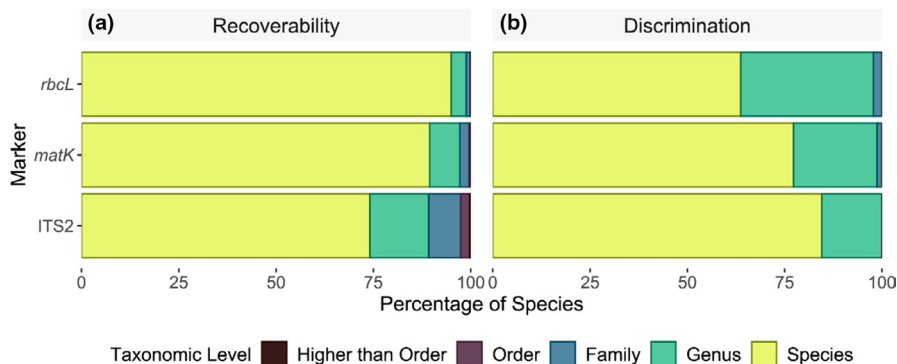 (a) Recoverability (b) Discrimination
Marker
rbcL
matK
ITS2
0 25 50 75 100 0 25 50 75 100
Percentage of Species
Taxonomic Level Higher than Order Order Family Genus Species